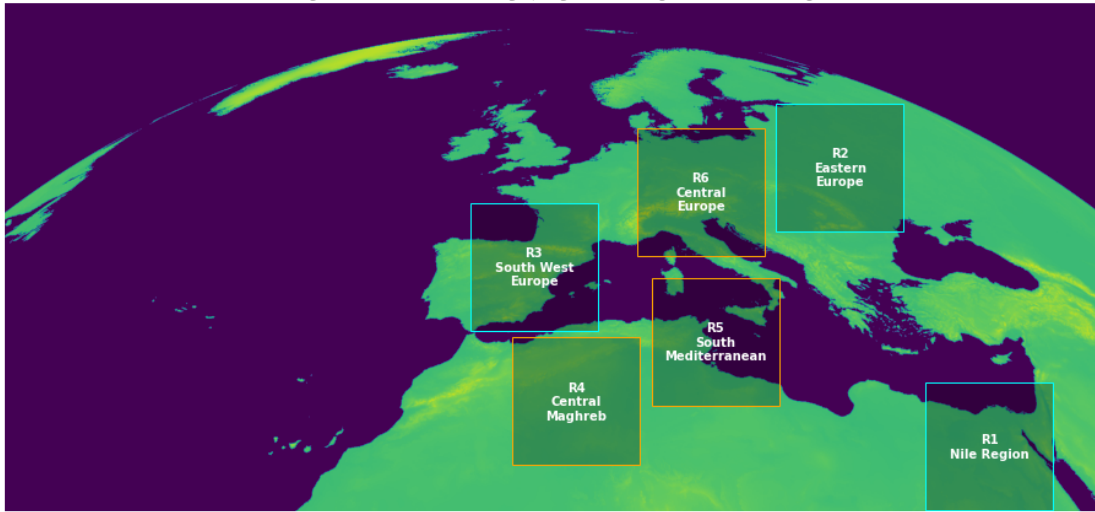 R2
Eastern
Europe
R6
Central
Europe
R3
South West
Europe
R5
South
Mediterranean
R4
Central
Maghreb
R1
Nile Region